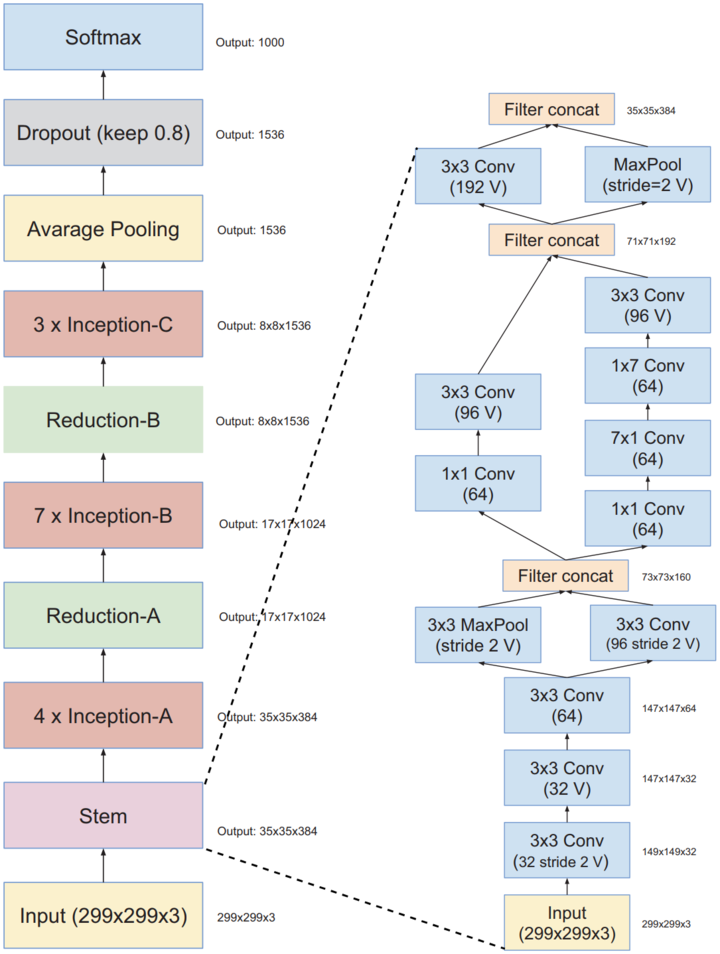 Softmax
Output: 1000
Dropout (keep 0.8)
Output: 1536
Avarage Pooling
Output: 1536
3 x Inception-C
Output: 8x8x1536
Reduction-B
Output: 8x8x1536
7 x Inception-B
Output: 17x17x1024
Reduction-A
Output: 17x17x1024
4 x Inception-A
Output: 35x35x384
Stem
Output: 35x35x384
Input (299x299x3)
299x299x3
Filter concat
35x35x384
3x3 Conv
(192 V)
MaxPool
(stride=2 V)
Filter concat
71x71x192
3x3 Conv
(96 V)
1x7 Conv
(64)
3x3 Conv
(96 V)
7x1 Conv
(64)
1x1 Conv
(64)
1x1 Conv
(64)
Filter concat
73x73x160
3x3 MaxPool
(stride 2 V)
3x3 Conv
(96 stride 2 V)
3x3 Conv
(64)
147x147x64
3x3 Conv
(32 V)
147x147x32
3x3 Conv
(32 stride 2 V)
149x149x32
Input
(299x299x3)
299x299x3